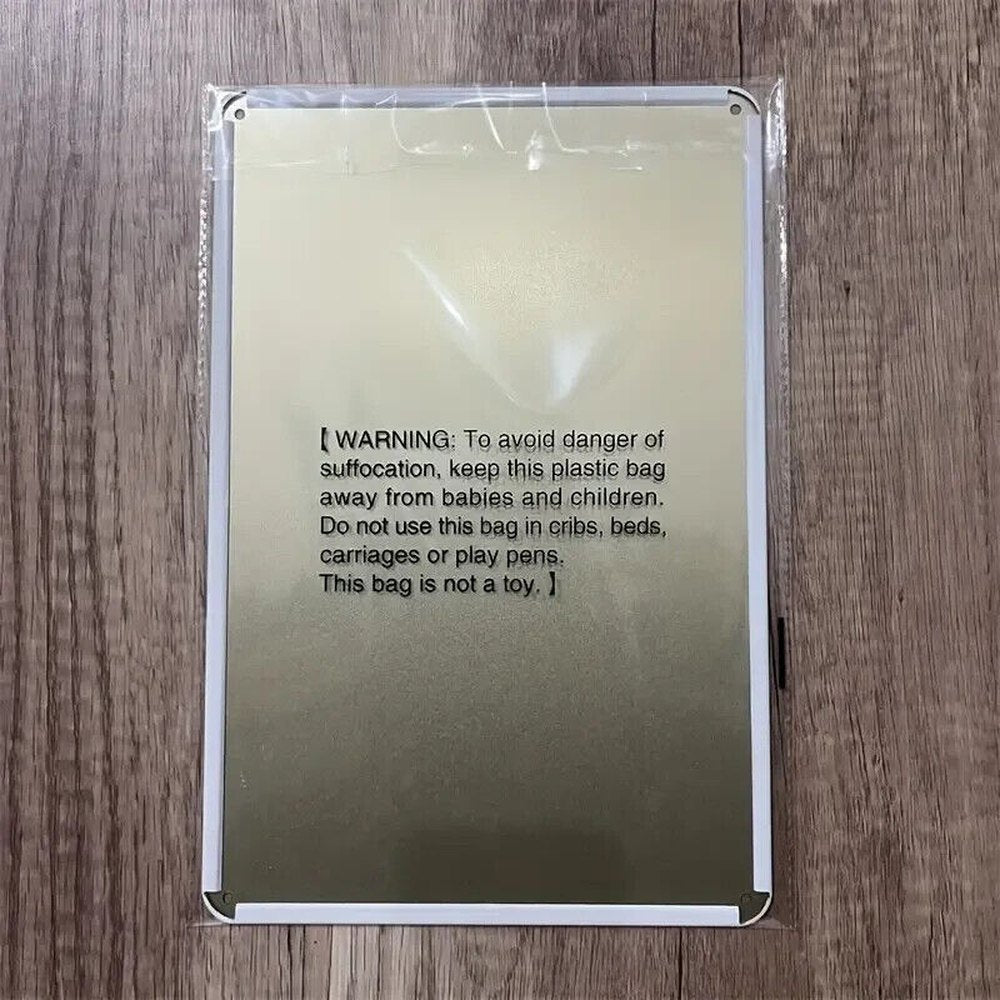 【 WARNING: To avoid danger of
suffocation, keep this plastic bag
away from babies and children.
Do not use this bag in cribs, beds,
carriages or play pens.
This bag is not a toy. 】